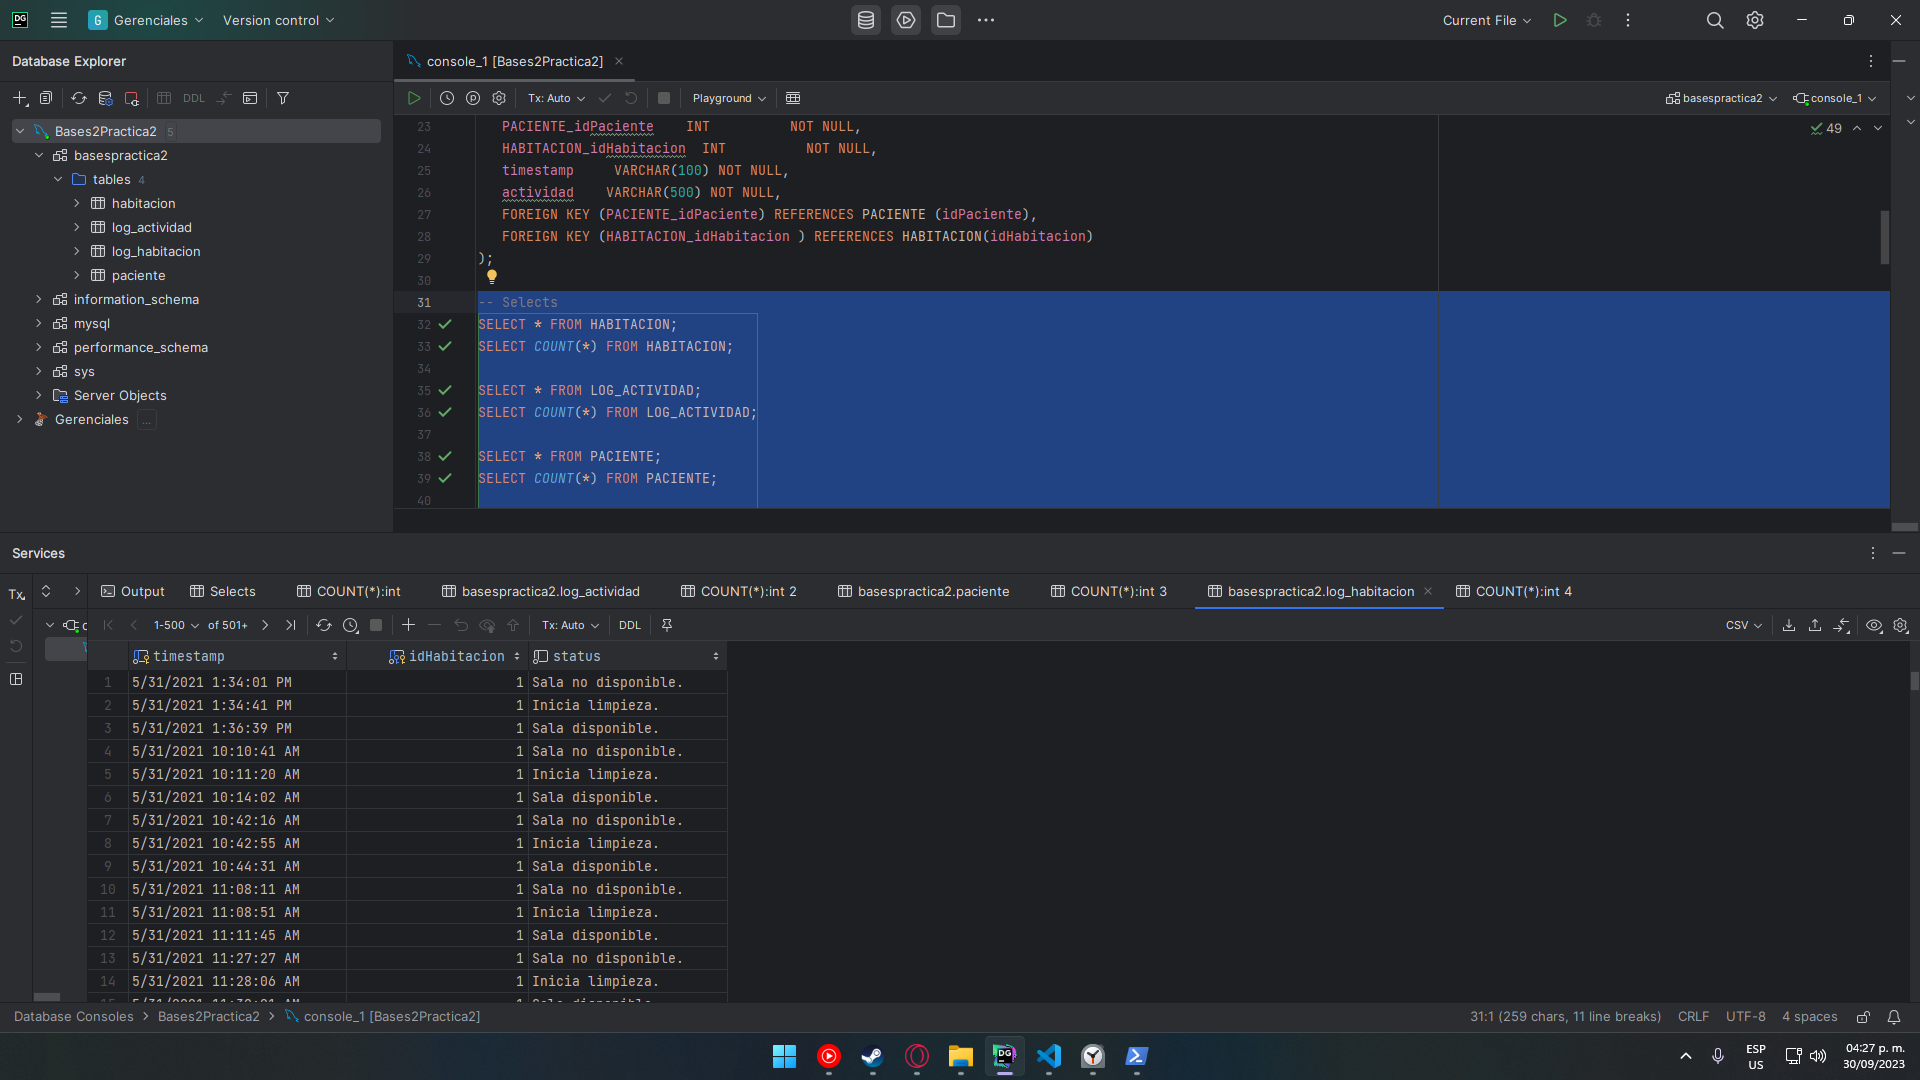 DG
G Gerenciales Version control Current File
Database Explorer
console_1 [Bases2Practica2]
DDL
Tx: Auto Playground basespractica2 console_1
Bases2Practica2 5
basespractica2
tables 4
habitacion
log_actividad
log_habitacion
paciente
information_schema
mysql
performance_schema
sys
Server Objects
Gerenciales ...
49
23 PACIENTE_idPaciente INT NOT NULL,
24 HABITACION_idHabitacion INT NOT NULL,
25 timestamp VARCHAR(100) NOT NULL,
26 actividad VARCHAR(500) NOT NULL,
27 FOREIGN KEY (PACIENTE_idPaciente) REFERENCES PACIENTE (idPaciente),
28 FOREIGN KEY (HABITACION_idHabitacion ) REFERENCES HABITACION(idHabitacion)
29 );
30
31 -- Selects
32 SELECT * FROM HABITACION;
33 SELECT COUNT(*) FROM HABITACION;
34
35 SELECT * FROM LOG_ACTIVIDAD;
36 SELECT COUNT(*) FROM LOG_ACTIVIDAD;
37
38 SELECT * FROM PACIENTE;
39 SELECT COUNT(*) FROM PACIENTE;
40
Services
Tx
Output Selects COUNT(*):int basespractica2.log_actividad COUNT(*):int 2 basespractica2.paciente COUNT(*):int 3 basespractica2.log_habitacion COUNT(*):int 4
1-500 of 501+ Tx: Auto DDL CSV
timestamp idHabitacion status
1 5/31/2021 1:34:01 PM 1 Sala no disponible.
2 5/31/2021 1:34:41 PM 1 Inicia limpieza.
3 5/31/2021 1:36:39 PM 1 Sala disponible.
4 5/31/2021 10:10:41 AM 1 Sala no disponible.
5 5/31/2021 10:11:20 AM 1 Inicia limpieza.
6 5/31/2021 10:14:02 AM 1 Sala disponible.
7 5/31/2021 10:42:16 AM 1 Sala no disponible.
8 5/31/2021 10:42:55 AM 1 Inicia limpieza.
9 5/31/2021 10:44:31 AM 1 Sala disponible.
10 5/31/2021 11:08:11 AM 1 Sala no disponible.
11 5/31/2021 11:08:51 AM 1 Inicia limpieza.
12 5/31/2021 11:11:45 AM 1 Sala disponible.
13 5/31/2021 11:27:27 AM 1 Sala no disponible.
14 5/31/2021 11:28:06 AM 1 Inicia limpieza.
Database Consoles > Bases2Practica2 > console_1 [Bases2Practica2]
31:1 (259 chars, 11 line breaks) CRLF UTF-8 4 spaces
DG
ESP
US
04:27 p. m.
30/09/2023